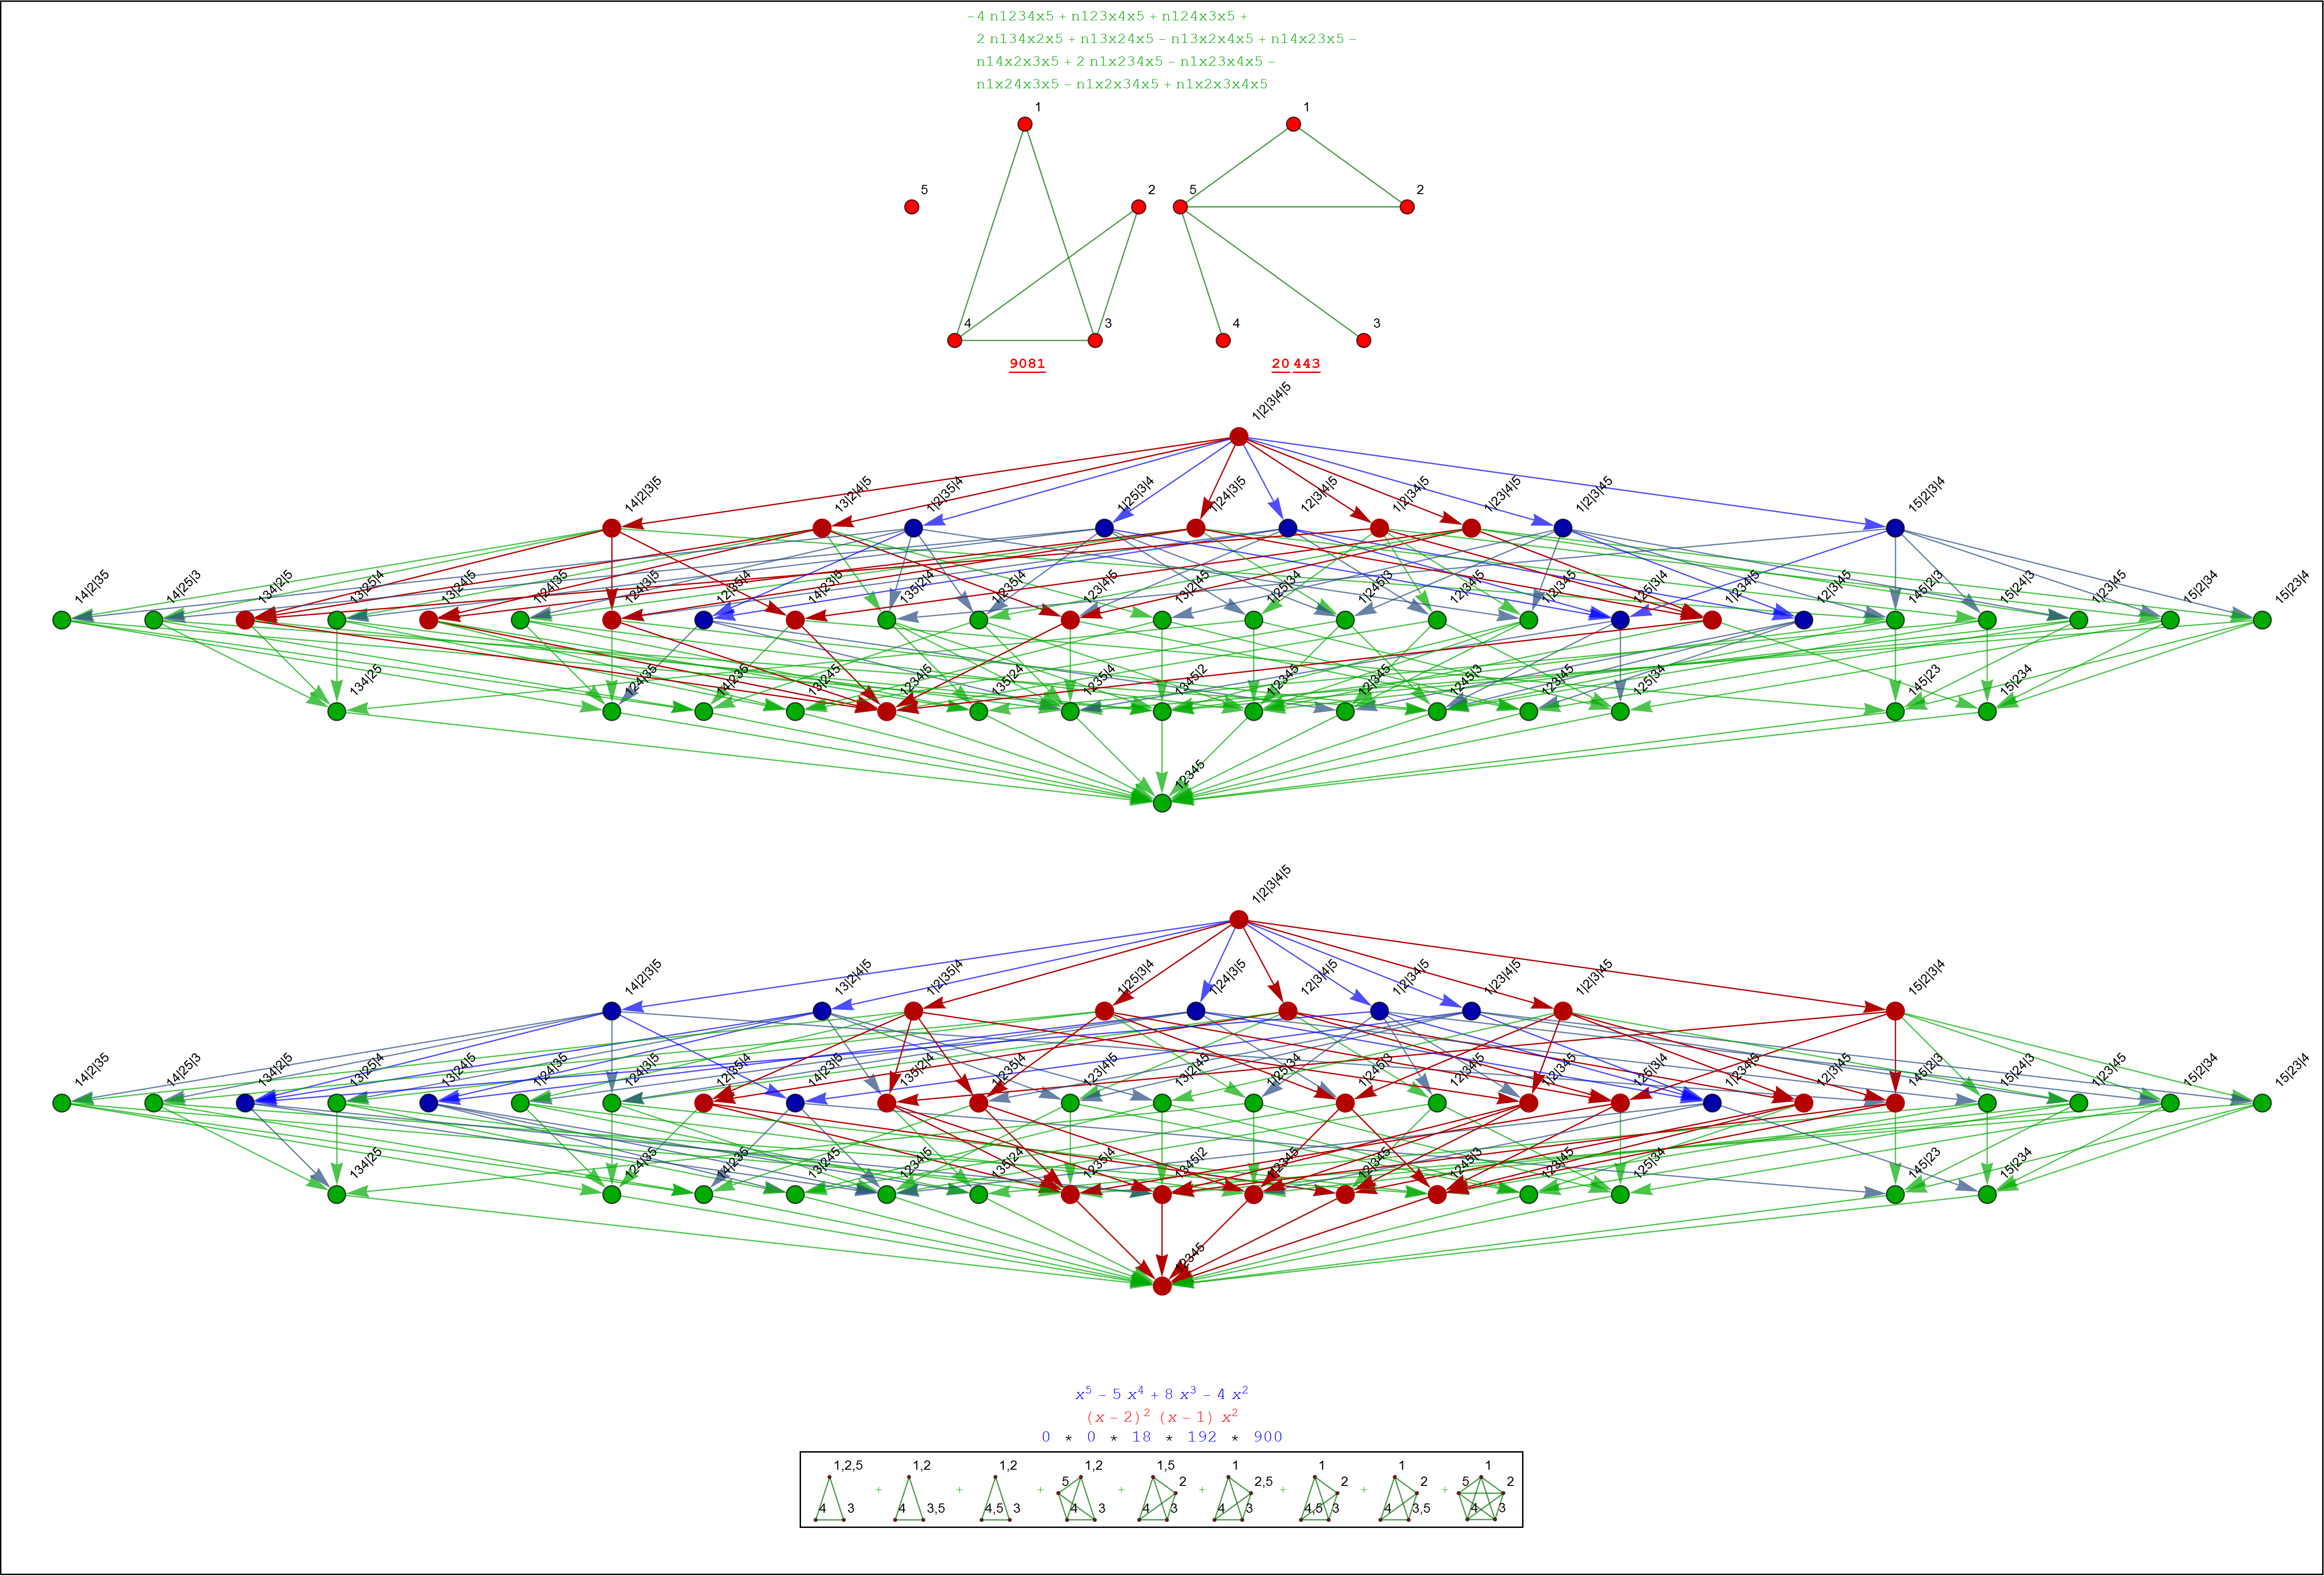 −4 n1234x5 + n123x4x5 + n124x3x5 +
2 n134x2x5 + n13x24x5 − n13x2x4x5 + n14x23x5 −
n14x2x3x5 + 2 n1x234x5 − n1x23x4x5 −
n1x24x3x5 − n1x2x34x5 + n1x2x3x4x5
1 1
5 2 5 2
4 3 4 3
9081 20 443
1|2|3|4|5
14|2|3|5 13|2|4|5 1|2|35|4 1|25|3|4 1|24|3|5 12|3|4|5 1|2|34|5 1|23|4|5 1|2|3|45 15|2|3|4
14|2|35 14|25|3 134|2|5 13|25|4 13|24|5 1|24|35 124|3|5 12|35|4 14|23|5 135|2|4 1|235|4 123|4|5 13|2|45 1|25|34 1|245|3 12|34|5 1|2|345 125|3|4 1|234|5 12|3|45 145|2|3 15|24|3 1|23|45 15|2|34 15|23|4
134|25 124|35 14|235 13|245 1234|5 135|24 1235|4 1345|2 1|2345 12|345 1245|3 123|45 125|34 145|23 15|234
12345
1|2|3|4|5
14|2|3|5 13|2|4|5 1|2|35|4 1|25|3|4 1|24|3|5 12|3|4|5 1|2|34|5 1|23|4|5 1|2|3|45 15|2|3|4
14|2|35 14|25|3 134|2|5 13|25|4 13|24|5 1|24|35 124|3|5 12|35|4 14|23|5 135|2|4 1|235|4 123|4|5 13|2|45 1|25|34 1|245|3 12|34|5 1|2|345 125|3|4 1|234|5 12|3|45 145|2|3 15|24|3 1|23|45 15|2|34 15|23|4
134|25 124|35 14|235 13|245 1234|5 135|24 1235|4 1345|2 1|2345 12|345 1245|3 123|45 125|34 145|23 15|234
12345
x⁵ − 5 x⁴ + 8 x³ − 4 x²
(x − 2)² (x − 1) x²
0 * 0 * 18 * 192 * 900
1,2,5 1,2 1,2 1,2 1,5 1 1 1 1
5 2 2,5 2 2 5 2
+ + + + + + + +
4 3 4 3,5 4,5 3 4 3 4 3 4 3 4,5 3 4 3,5 4 3